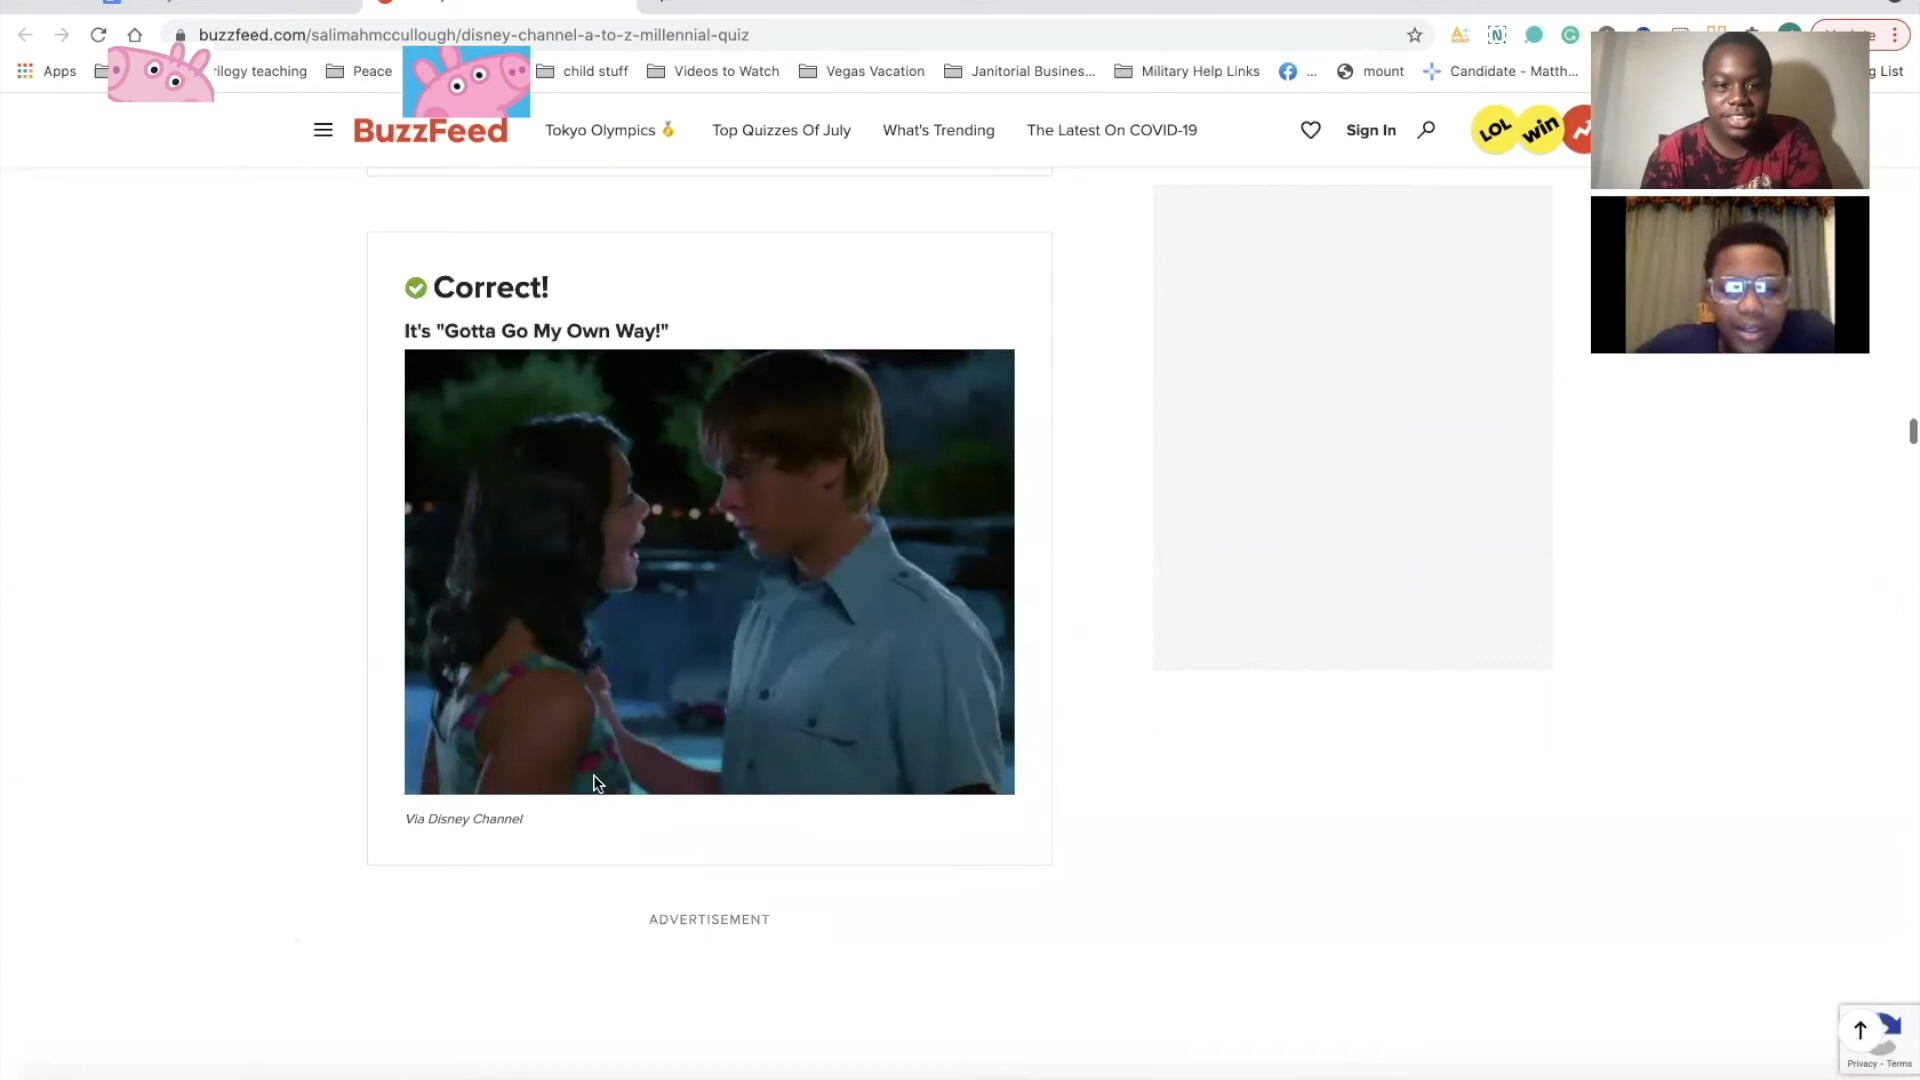 buzzfeed.com/salimahmccullough/disney-channel-a-to-z-millennial-quiz
Apps
rilogy teaching
Peace
child stuff
Videos to Watch
Vegas Vacation
Janitorial Busines...
Military Help Links
...
mount
Candidate - Matth...
g List
BuzzFeed
Tokyo Olympics
Top Quizzes Of July
What's Trending
The Latest On COVID-19
Sign In
LOL
win
Correct!
It's "Gotta Go My Own Way!"
Via Disney Channel
ADVERTISEMENT
Privacy - Terms